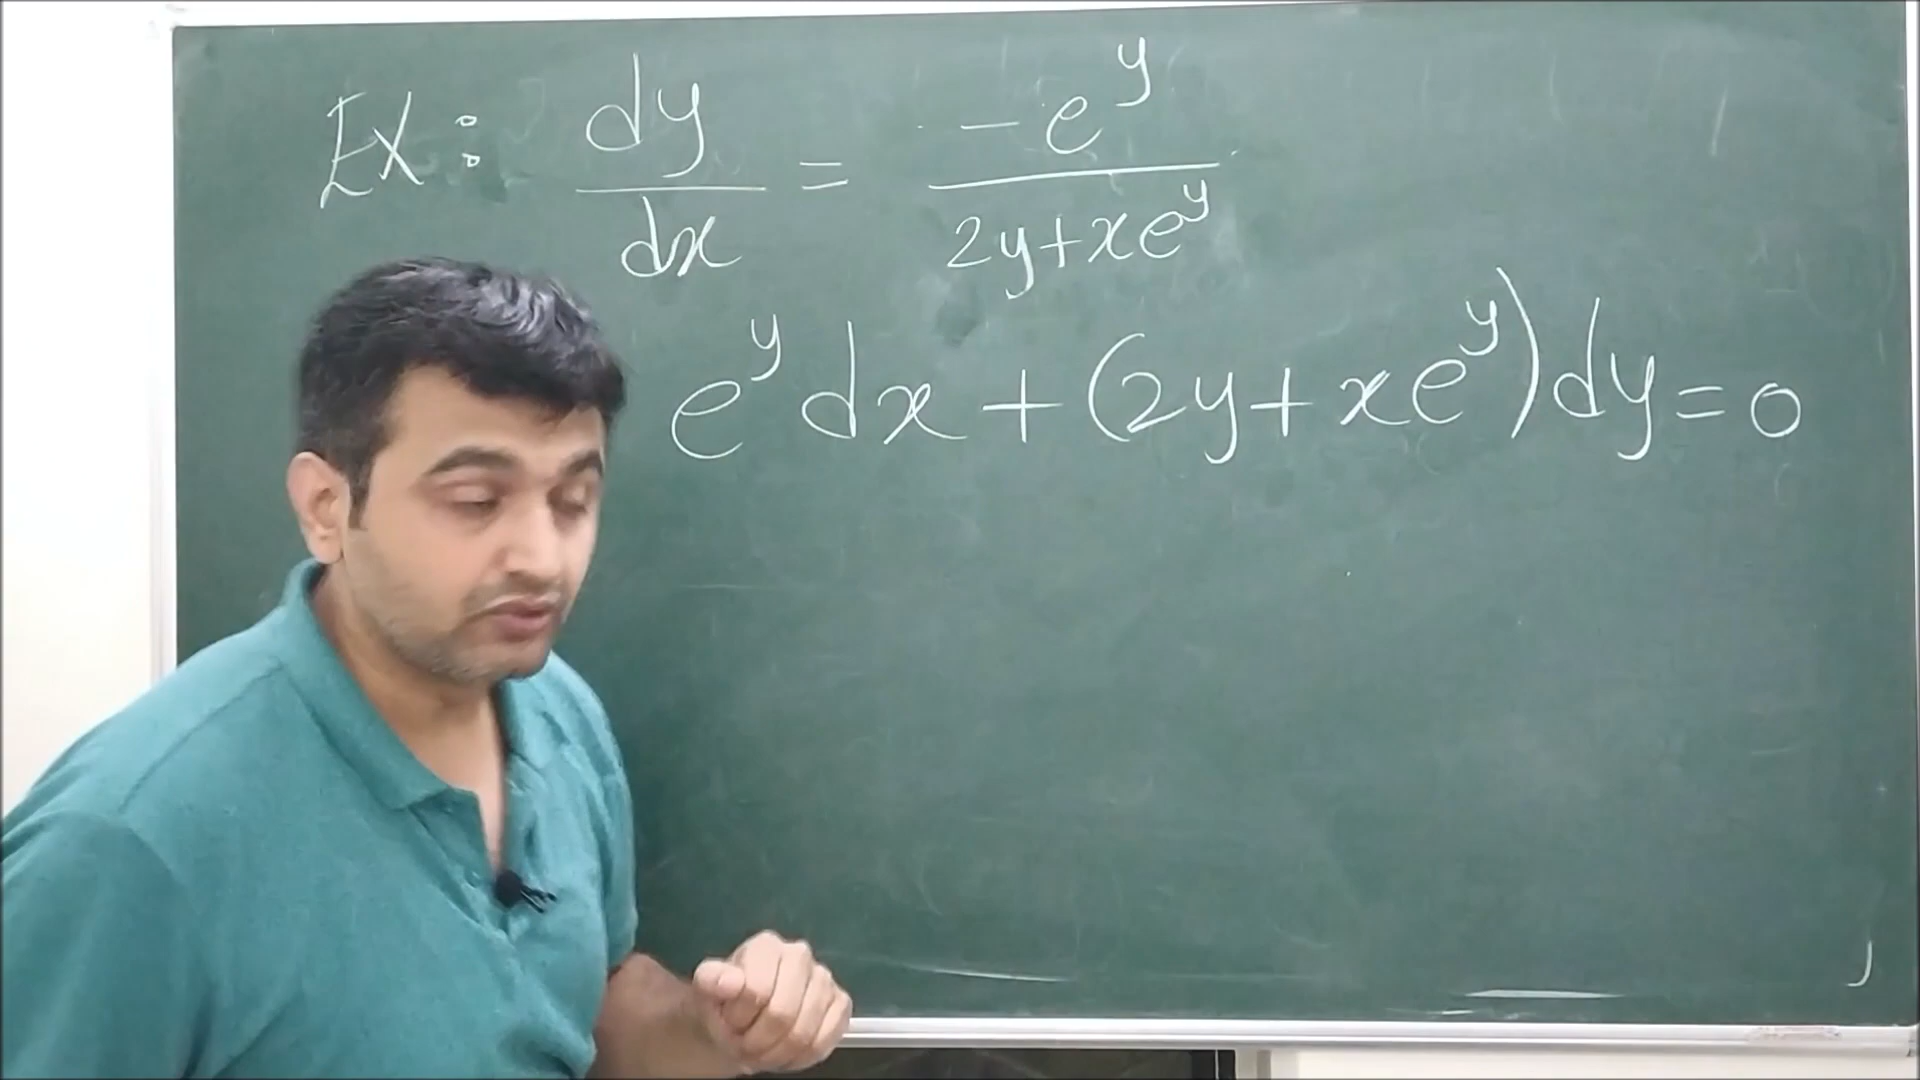 EX: dy/dx = -e^y/(2y+xe^y)
e^y dx + (2y+xe^y)dy = 0